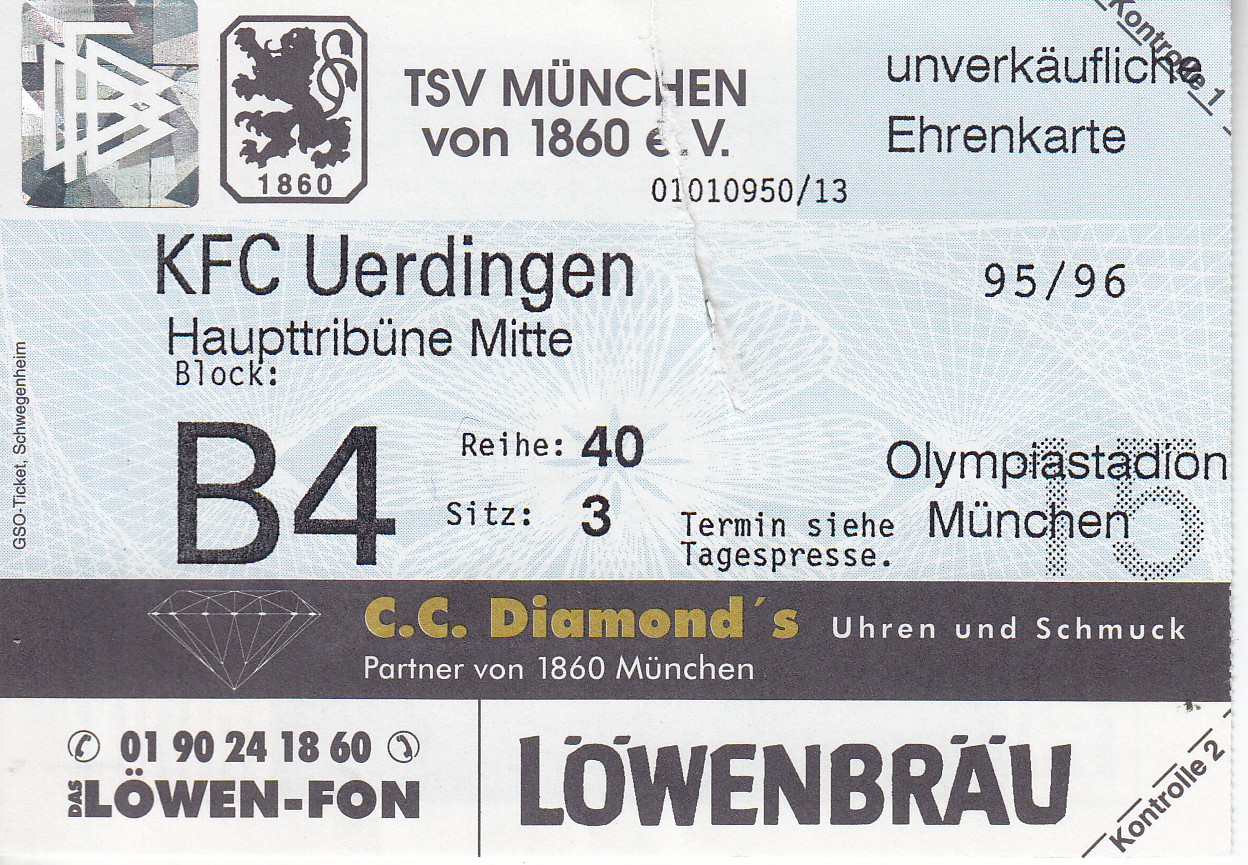 1860
TSV MÜNCHEN
von 1860 e.V.
01010950/13
unverkäufliche
Ehrenkarte
Kontrolle 1
KFC Uerdingen
95/96
Haupttribüne Mitte
Block:
B4
Reihe: 40
Sitz: 3
Termin siehe
Tagespresse.
Olympiastadion
München
15
GSO-Ticket, Schwegenheim
C.C. Diamond´s Uhren und Schmuck
Partner von 1860 München
✆ 01 90 24 18 60 ✆
DAS LÖWEN-FON
LÖWENBRÄU
Kontrolle 2